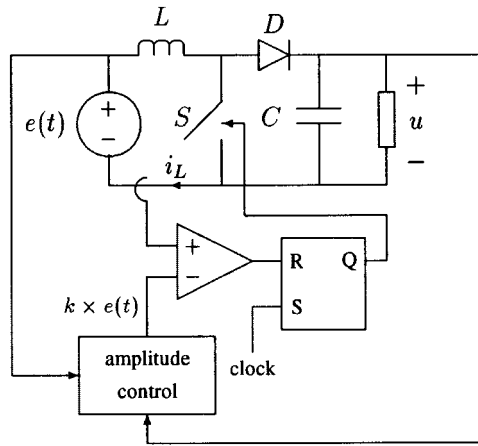 L
D
+
e(t)
−
S
C
+
u
−
i_L
+
−
R
Q
S
k × e(t)
clock
amplitude
control